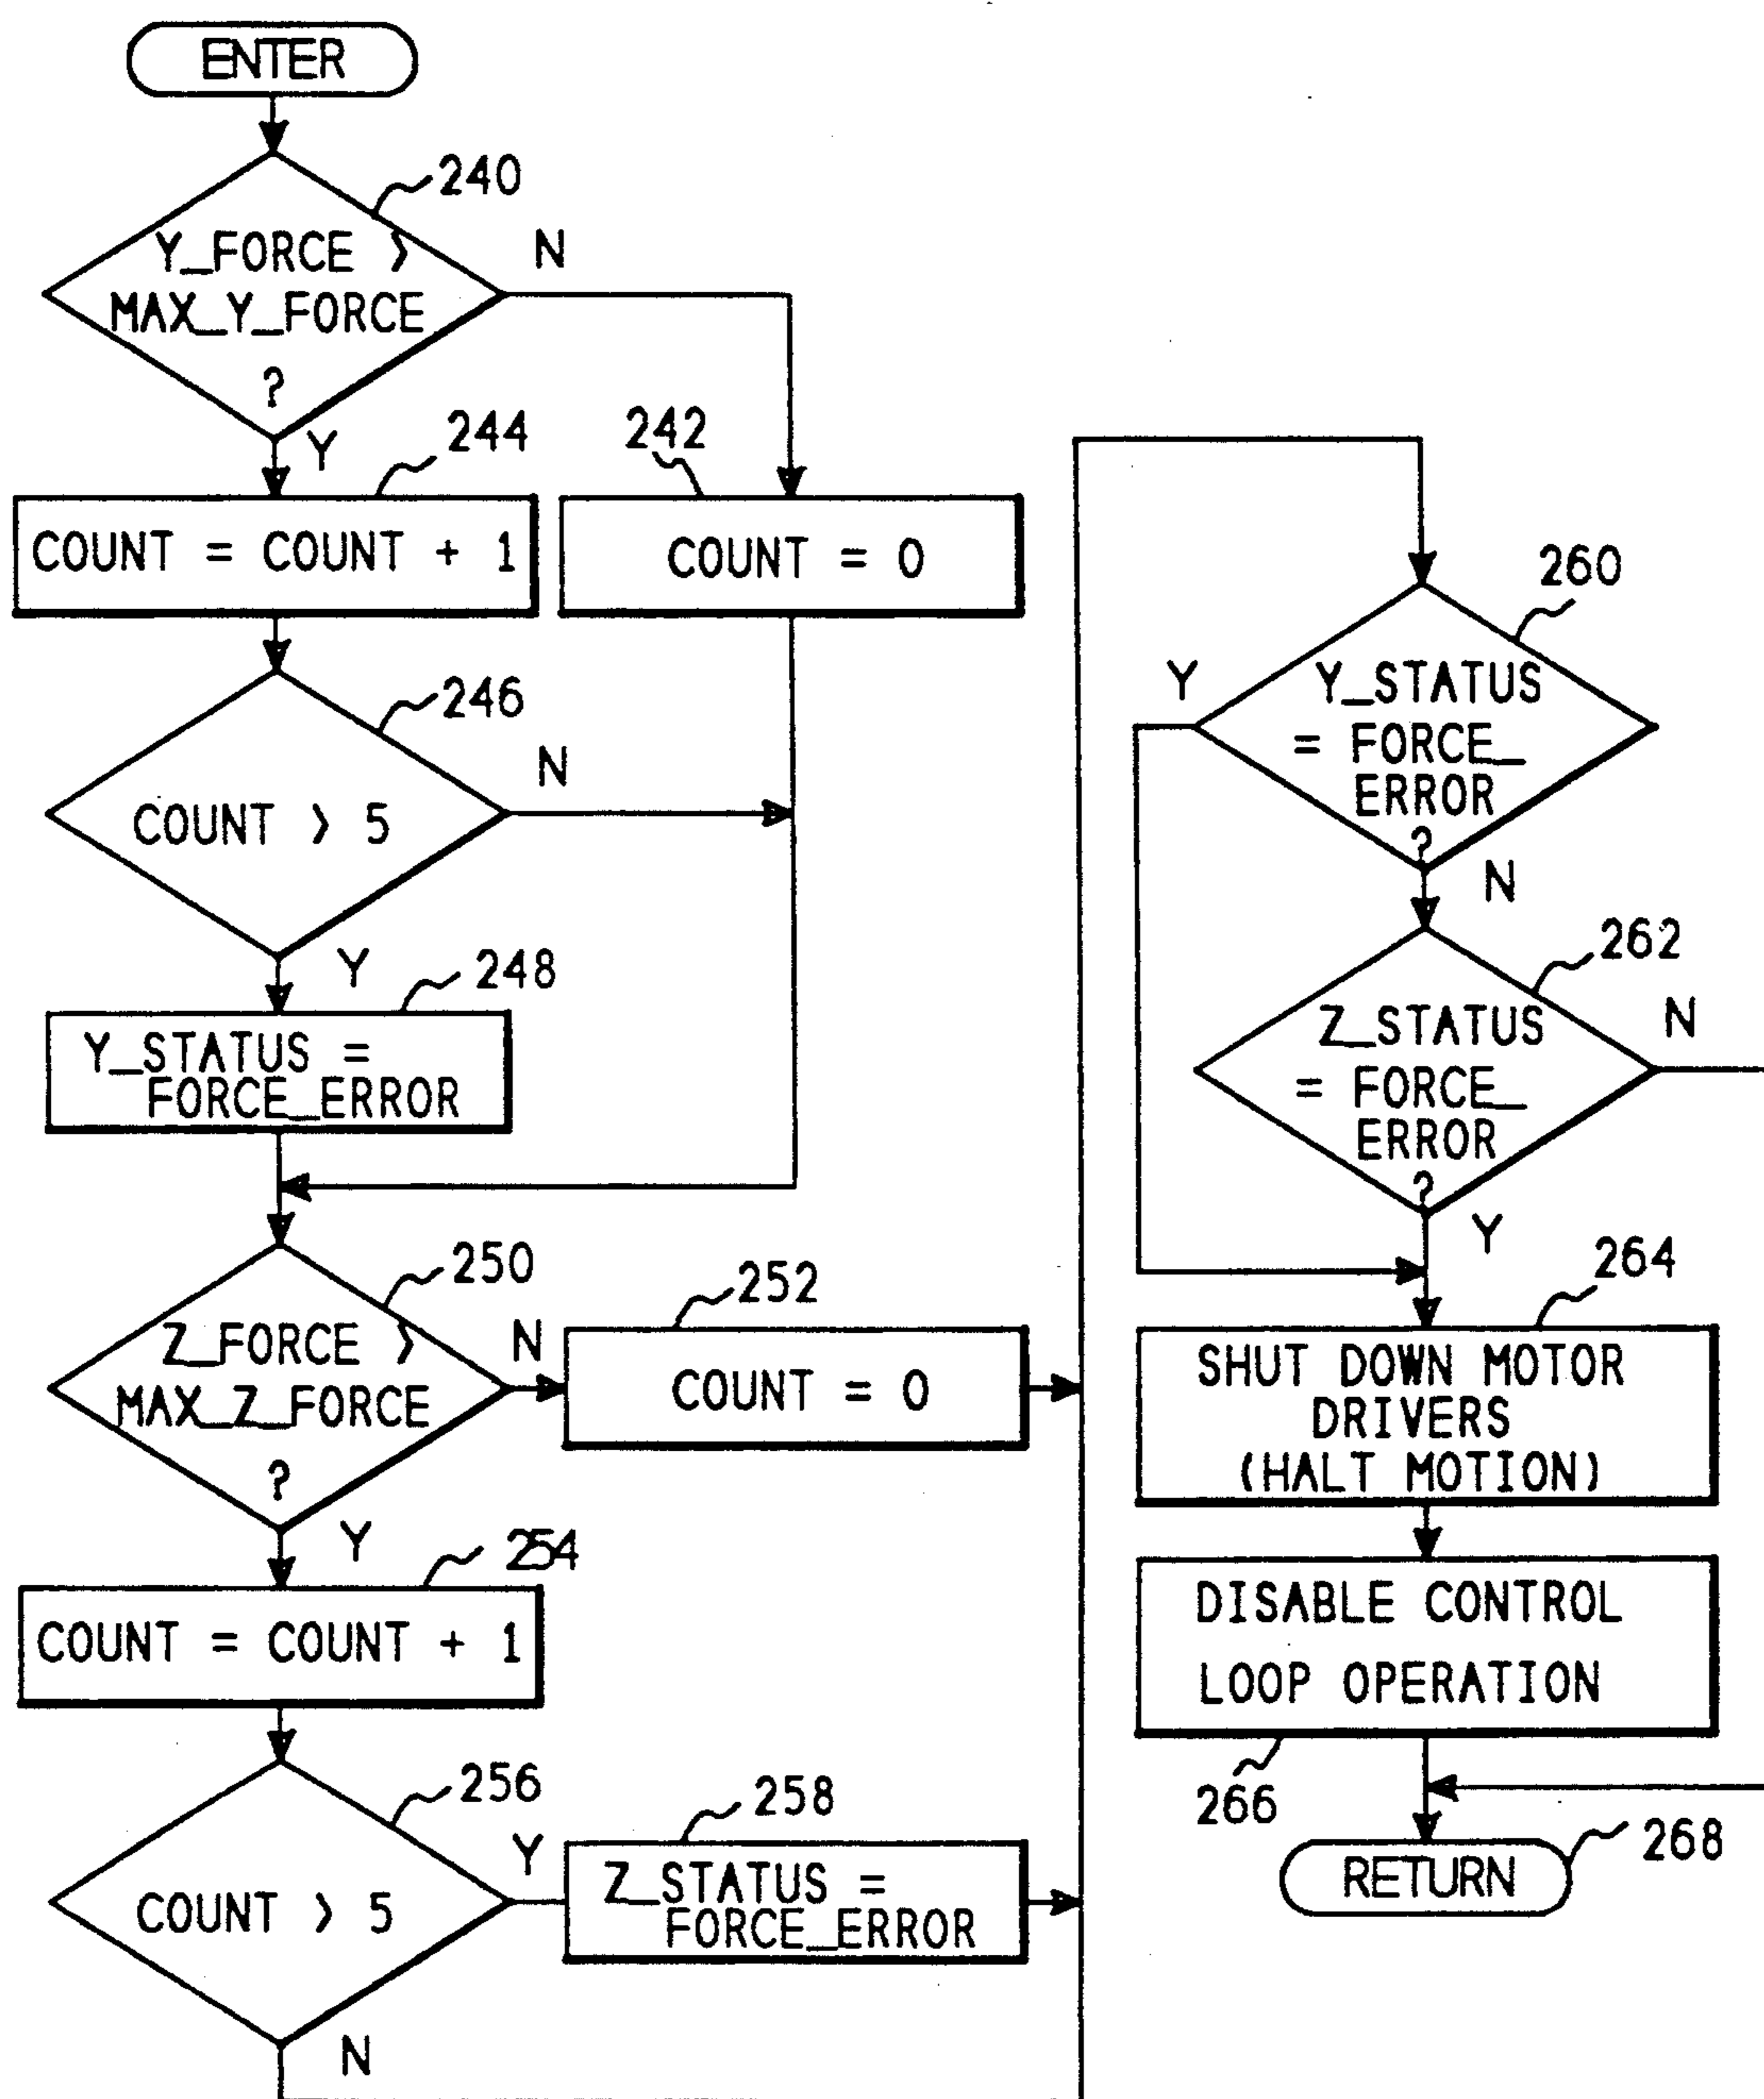 ENTER
240
Y_FORCE >
MAX_Y_FORCE
?
N
Y
244
COUNT = COUNT + 1
242
COUNT = 0
246
COUNT > 5
N
Y
248
Y_STATUS =
FORCE_ERROR
250
Z_FORCE >
MAX_Z_FORCE
?
N
252
COUNT = 0
Y
254
COUNT = COUNT + 1
256
COUNT > 5
Y
258
Z_STATUS =
FORCE_ERROR
N
260
Y
Y_STATUS
= FORCE_
ERROR
?
N
262
Z_STATUS
= FORCE_
ERROR
?
N
Y
264
SHUT DOWN MOTOR
DRIVERS
(HALT MOTION)
DISABLE CONTROL
LOOP OPERATION
266
RETURN
268